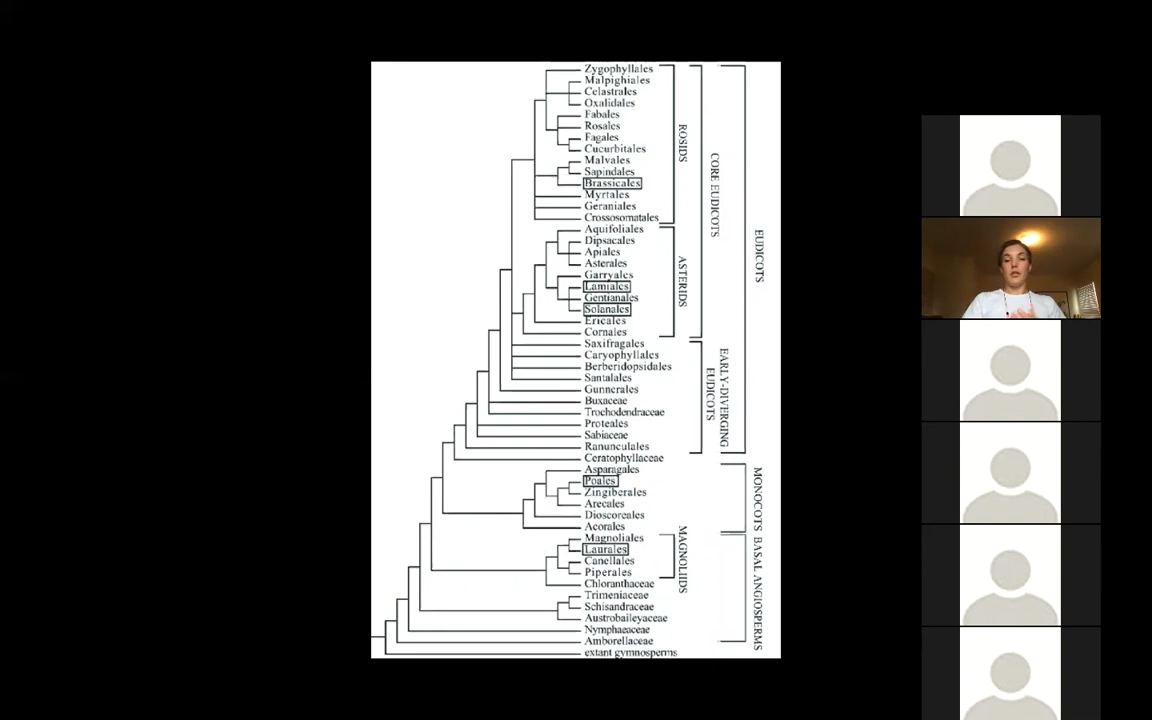 Zygophyllales
Malpighiales
Celastrales
Oxalidales
Fabales
Rosales
Fagales
Cucurbitales
Malvales
Sapindales
Brassicales
Myrtales
Geraniales
Crossosomatales
Aquifoliales
Dipsacales
Apiales
Asterales
Garryales
Lamiales
Gentianales
Solanales
Ericales
Cornales
Saxifragales
Caryophyllales
Berberidopsidales
Santalales
Gunnerales
Buxaceae
Trochodendraceae
Proteales
Sabiaceae
Ranunculales
Ceratophyllaceae
Asparagales
Poales
Zingiberales
Arecales
Dioscoreales
Acorales
Magnoliales
Laurales
Canellales
Piperales
Chloranthaceae
Trimeniaceae
Schisandraceae
Austrobaileyaceae
Nymphaeaceae
Amborellaceae
extant gymnosperms
ROSIDS
ASTERIDS
MAGNOLIIDS
CORE EUDICOTS
EARLY-DIVERGING
EUDICOTS
EUDICOTS
MONOCOTS
BASAL ANGIOSPERMS